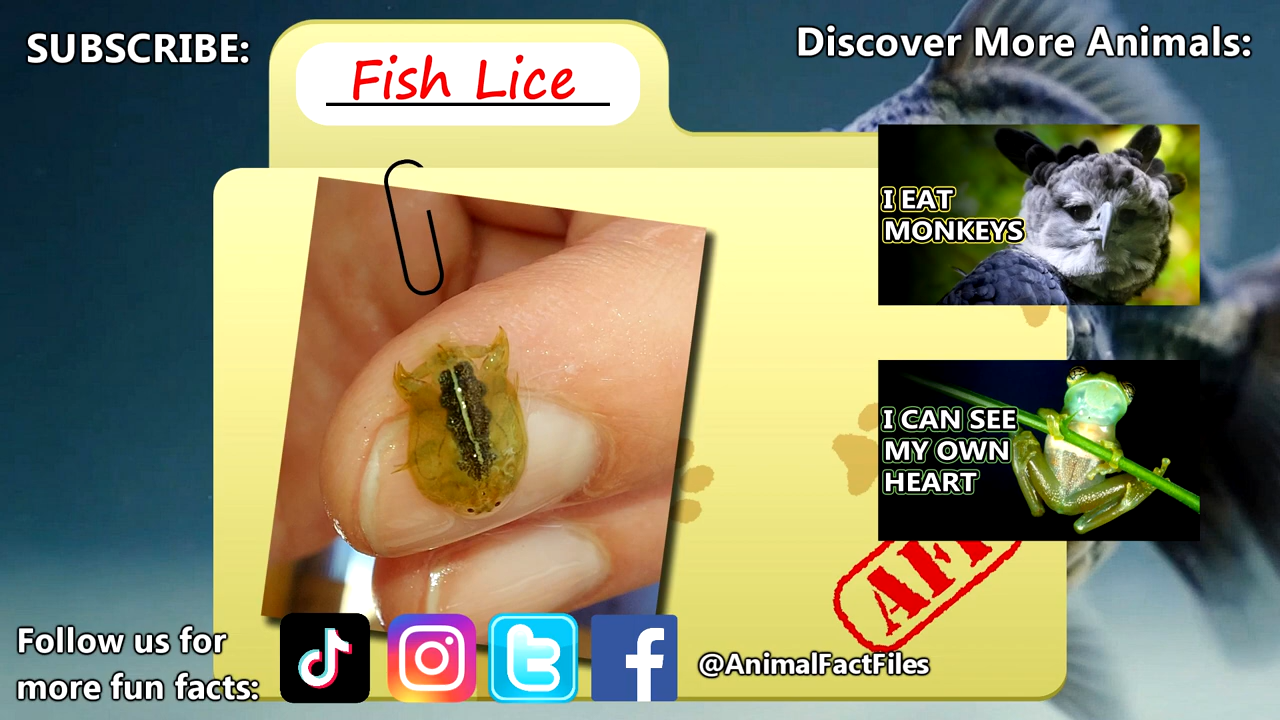 SUBSCRIBE:
Fish Lice
Discover More Animals:
I EAT
MONKEYS
I CAN SEE
MY OWN
HEART
AFF
Follow us for
more fun facts:
@AnimalFactFiles